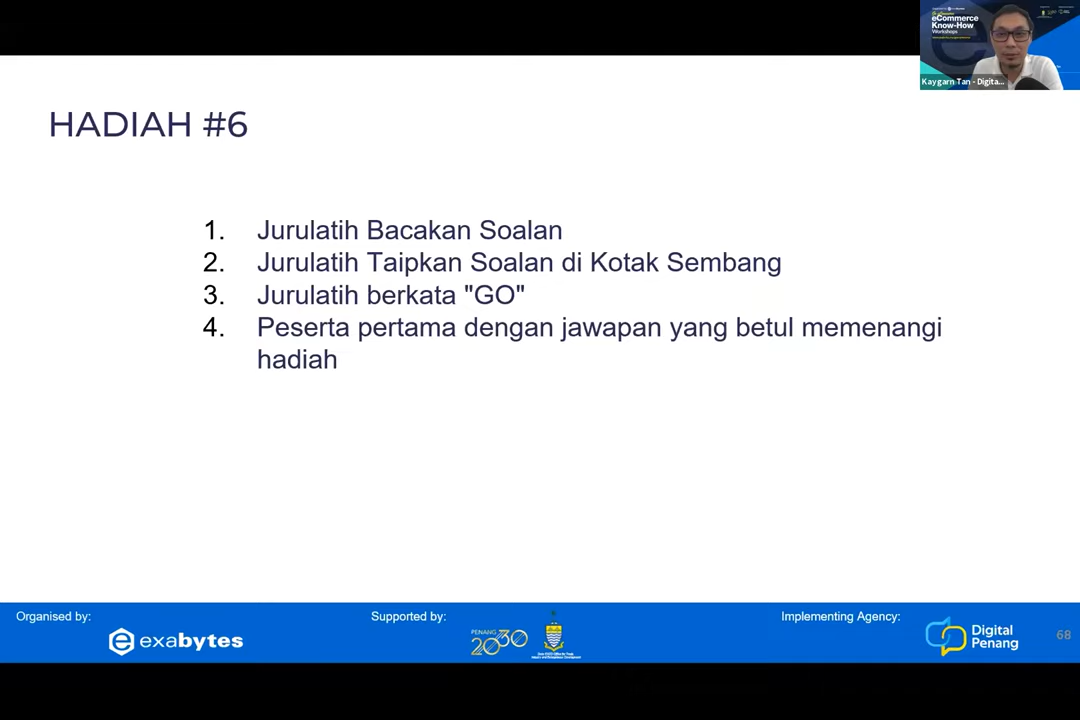 eCommerce
Know-How
Workshops
Kaygarn Tan - Digita...
HADIAH #6
1. Jurulatih Bacakan Soalan
2. Jurulatih Taipkan Soalan di Kotak Sembang
3. Jurulatih berkata "GO"
4. Peserta pertama dengan jawapan yang betul memenangi
hadiah
Organised by:
exabytes
Supported by:
PENANG
2030
Implementing Agency:
Digital
Penang
68